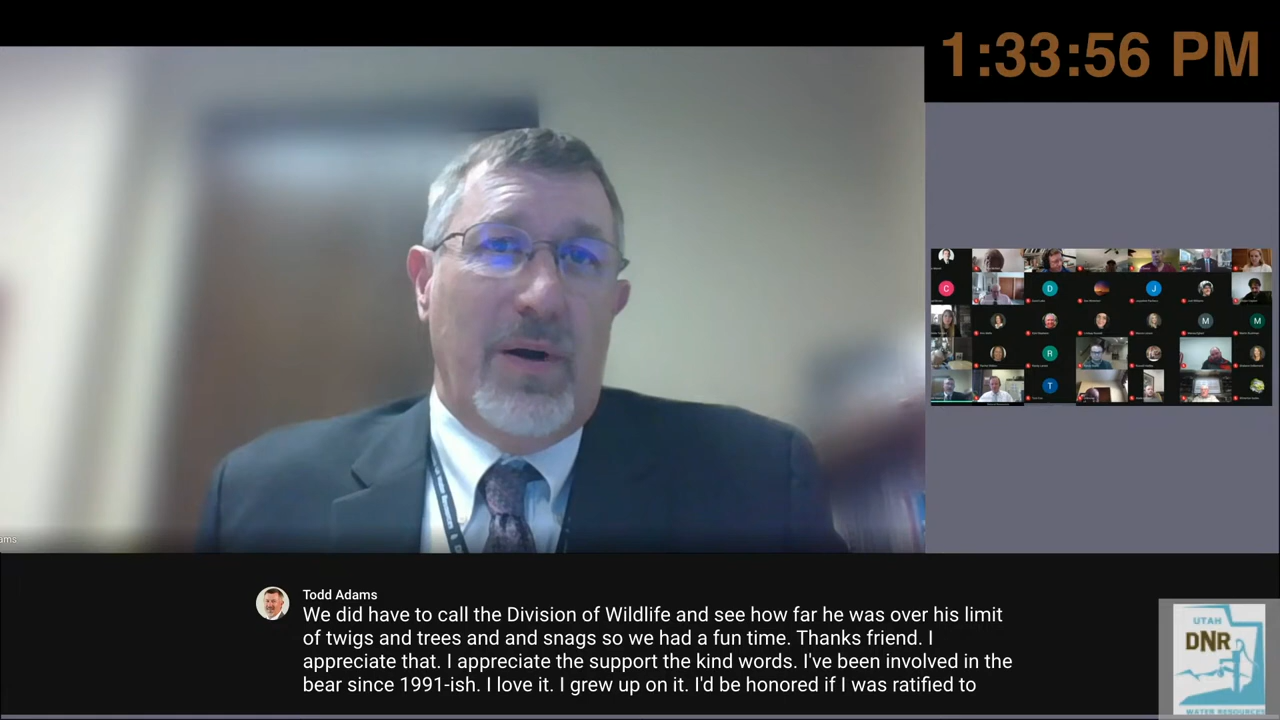 1:33:56 PM
ams
Todd Adams
We did have to call the Division of Wildlife and see how far he was over his limit
of twigs and trees and and snags so we had a fun time. Thanks friend. I
appreciate that. I appreciate the support the kind words. I've been involved in the
bear since 1991-ish. I love it. I grew up on it. I'd be honored if I was ratified to
C
D
J
M
M
R
T
UTAH
DNR
WATER RESOURCES